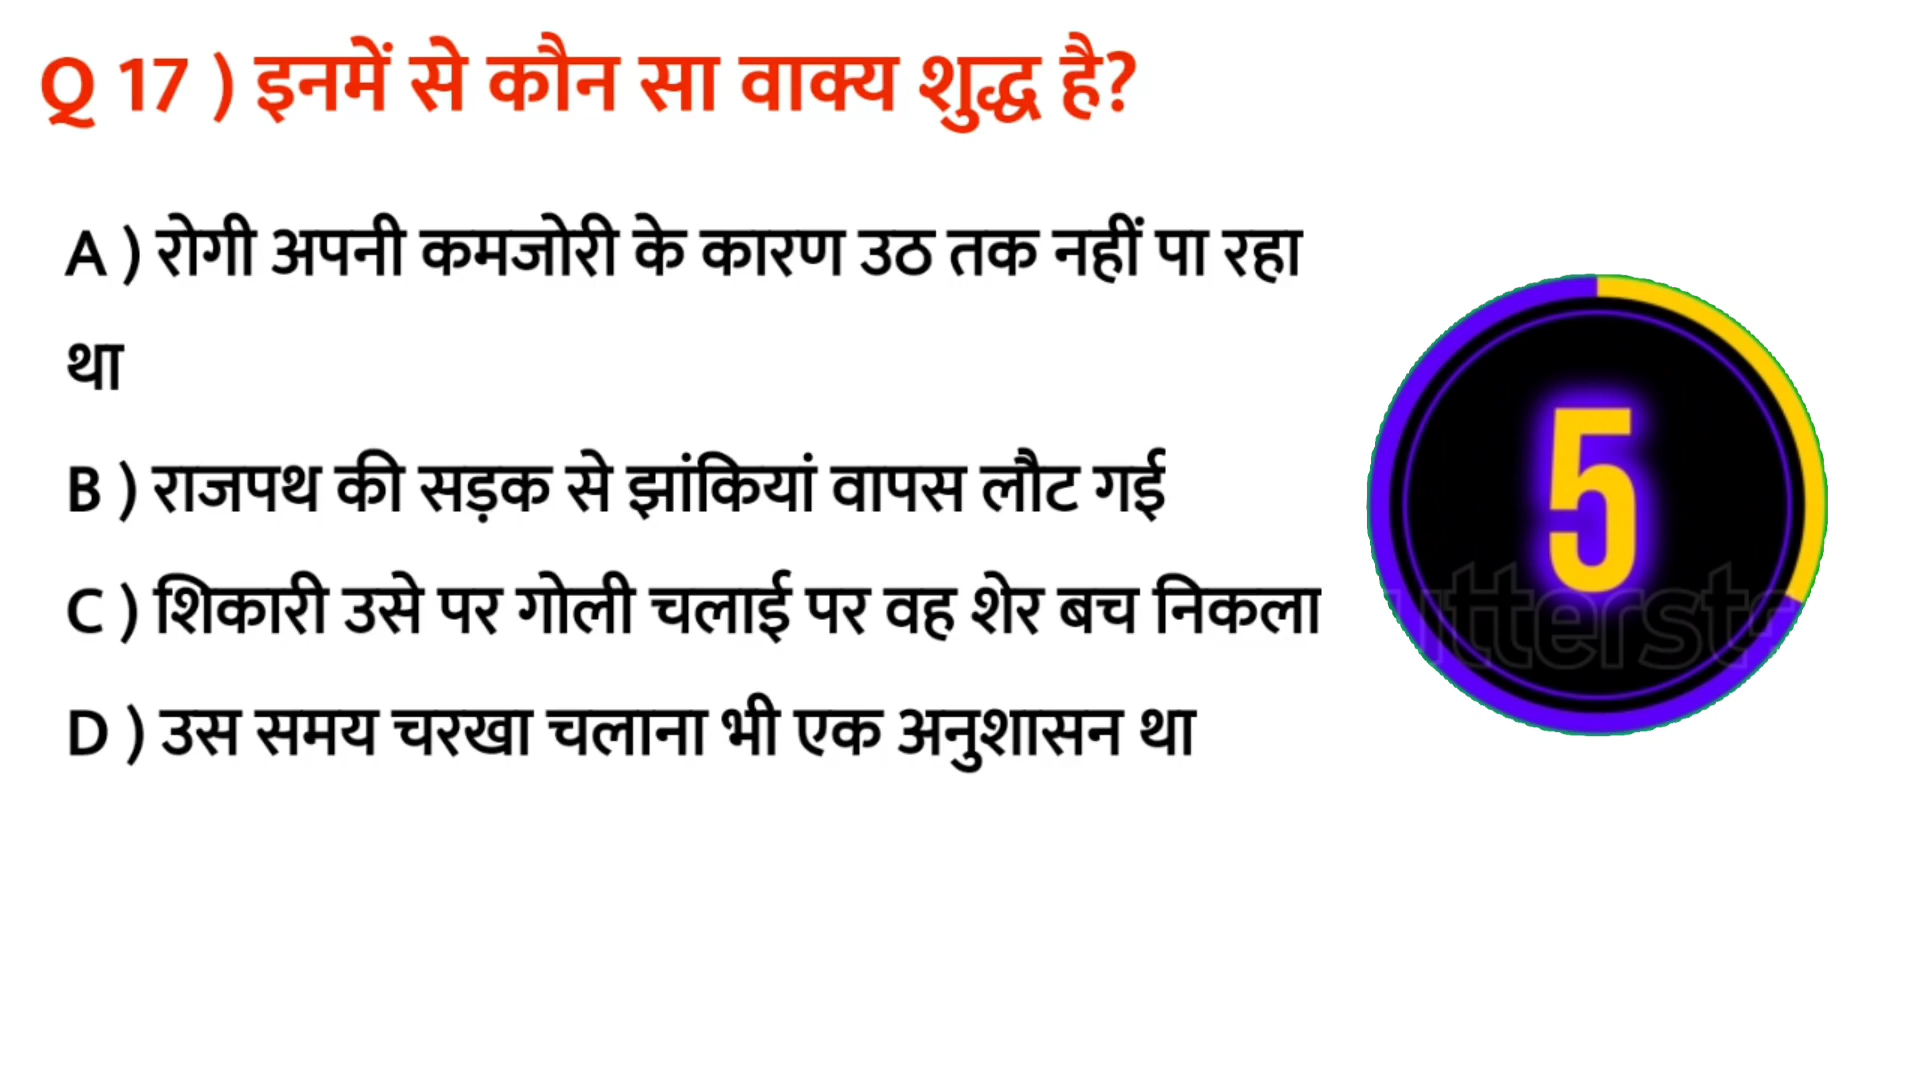 Q 17 ) इनमें से कौन सा वाक्य शुद्ध है?
A ) रोगी अपनी कमजोरी के कारण उठ तक नहीं पा रहा
था
B ) राजपथ की सड़क से झांकियां वापस लौट गई
C ) शिकारी उसे पर गोली चलाई पर वह शेर बच निकला
D ) उस समय चरखा चलाना भी एक अनुशासन था
5